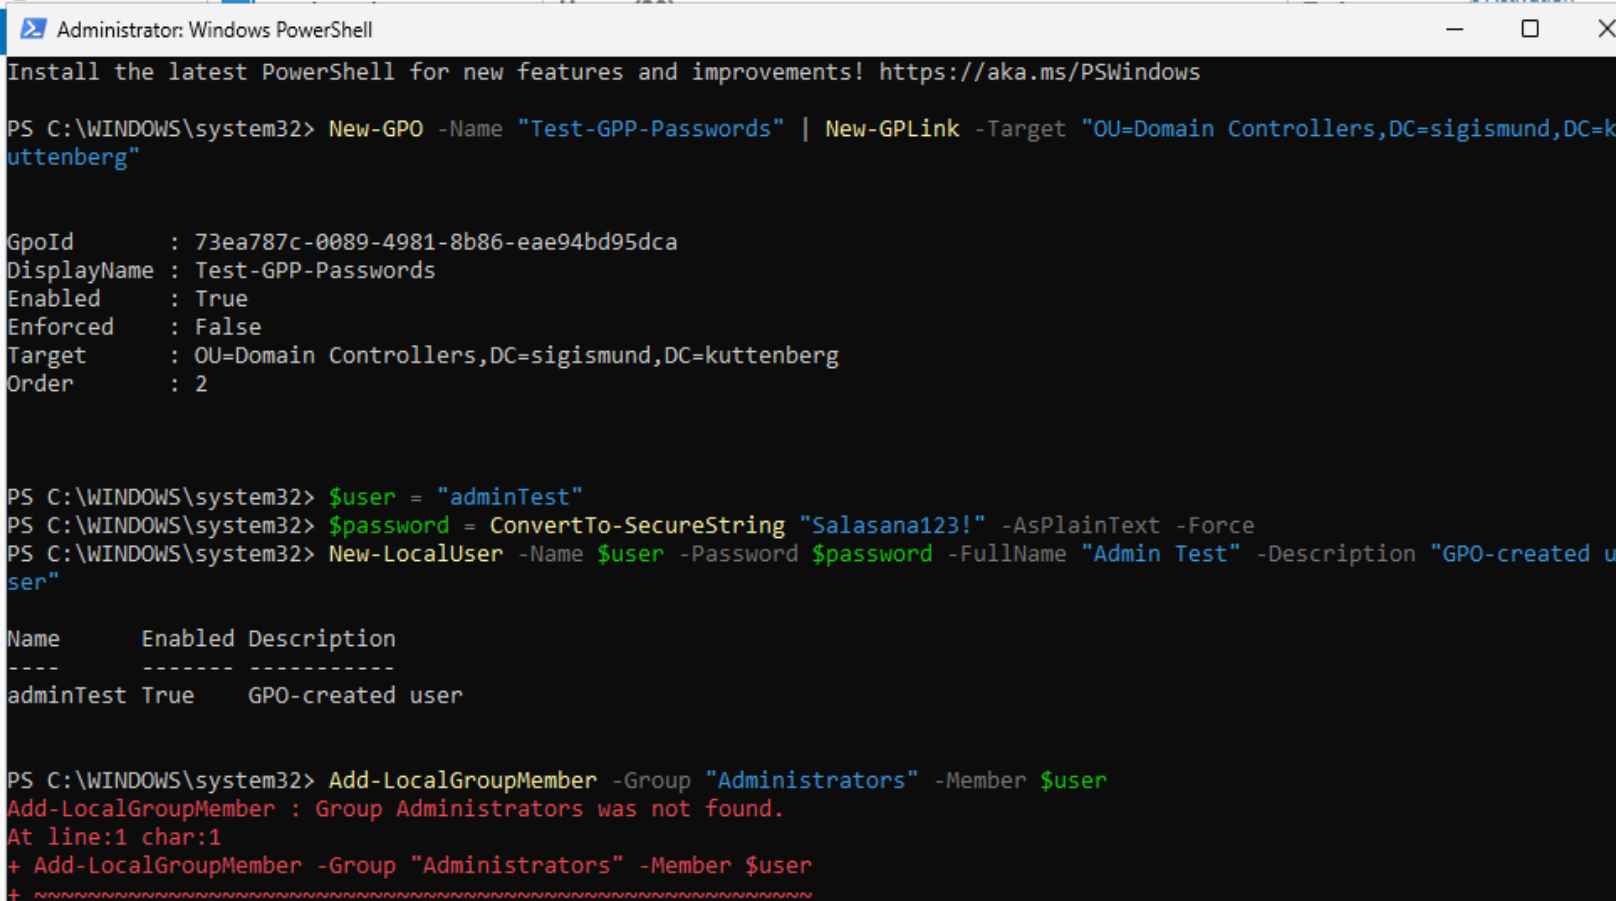 Administrator: Windows PowerShell
Install the latest PowerShell for new features and improvements! https://aka.ms/PSWindows
PS C:\WINDOWS\system32> New-GPO -Name "Test-GPP-Passwords" | New-GPLink -Target "OU=Domain Controllers,DC=sigismund,DC=k
uttenberg"
GpoId       : 73ea787c-0089-4981-8b86-eae94bd95dca
DisplayName : Test-GPP-Passwords
Enabled     : True
Enforced    : False
Target      : OU=Domain Controllers,DC=sigismund,DC=kuttenberg
Order       : 2
PS C:\WINDOWS\system32> $user = "adminTest"
PS C:\WINDOWS\system32> $password = ConvertTo-SecureString "Salasana123!" -AsPlainText -Force
PS C:\WINDOWS\system32> New-LocalUser -Name $user -Password $password -FullName "Admin Test" -Description "GPO-created u
ser"
Name      Enabled Description
----      ------- -----------
adminTest True    GPO-created user
PS C:\WINDOWS\system32> Add-LocalGroupMember -Group "Administrators" -Member $user
Add-LocalGroupMember : Group Administrators was not found.
At line:1 char:1
+ Add-LocalGroupMember -Group "Administrators" -Member $user
+ ~~~~~~~~~~~~~~~~~~~~~~~~~~~~~~~~~~~~~~~~~~~~~~~~~~~~~~~~~~